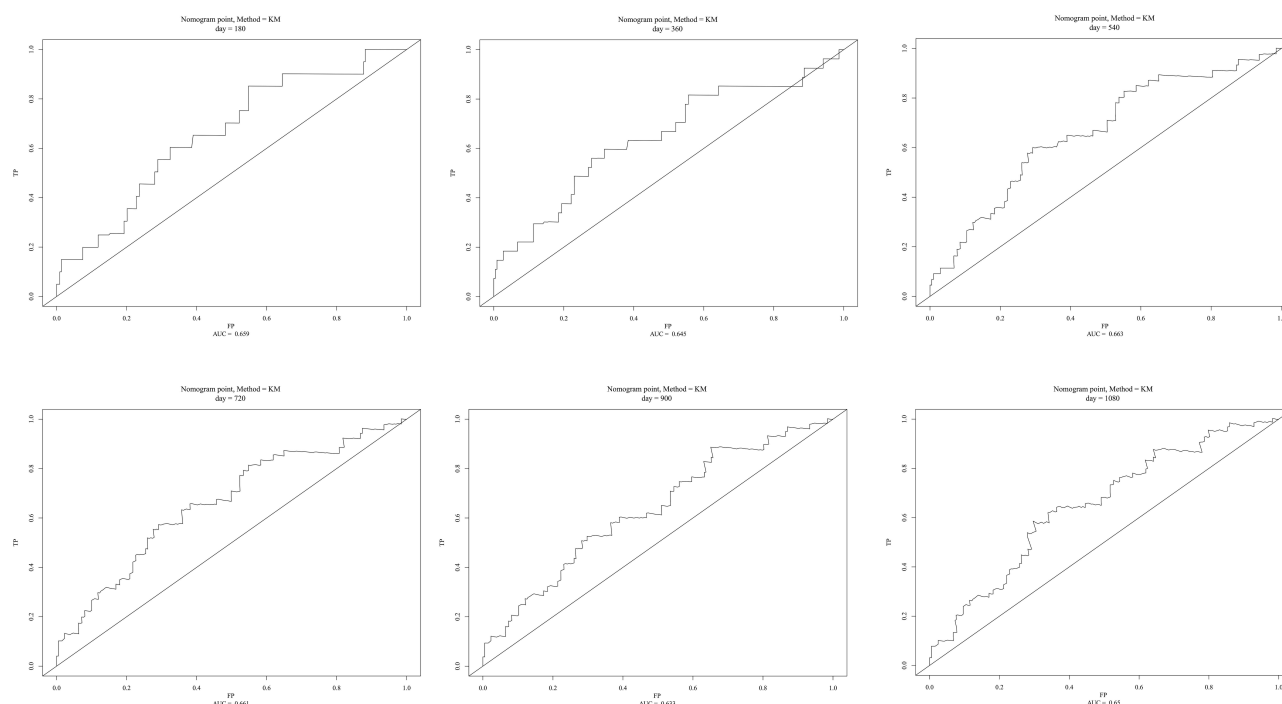 Nomogram point, Method = KM
day = 180
1.0
0.8
0.6
0.4
0.2
0.0
TP
0.0 0.2 0.4 0.6 0.8 1.0
FP
AUC = 0.659
Nomogram point, Method = KM
day = 360
1.0
0.8
0.6
0.4
0.2
0.0
TP
0.0 0.2 0.4 0.6 0.8 1.0
FP
AUC = 0.645
Nomogram point, Method = KM
day = 540
1.0
0.8
0.6
0.4
0.2
0.0
TP
0.0 0.2 0.4 0.6 0.8
FP
AUC = 0.663
Nomogram point, Method = KM
day = 720
1.0
0.8
0.6
0.4
0.2
0.0
TP
0.0 0.2 0.4 0.6 0.8 1.0
FP
AUC = 0.661
Nomogram point, Method = KM
day = 900
1.0
0.8
0.6
0.4
0.2
0.0
TP
0.0 0.2 0.4 0.6 0.8 1.0
FP
AUC = 0.633
Nomogram point, Method = KM
day = 1080
1.0
0.8
0.6
0.4
0.2
0.0
TP
0.0 0.2 0.4 0.6 0.8
FP
AUC = 0.65